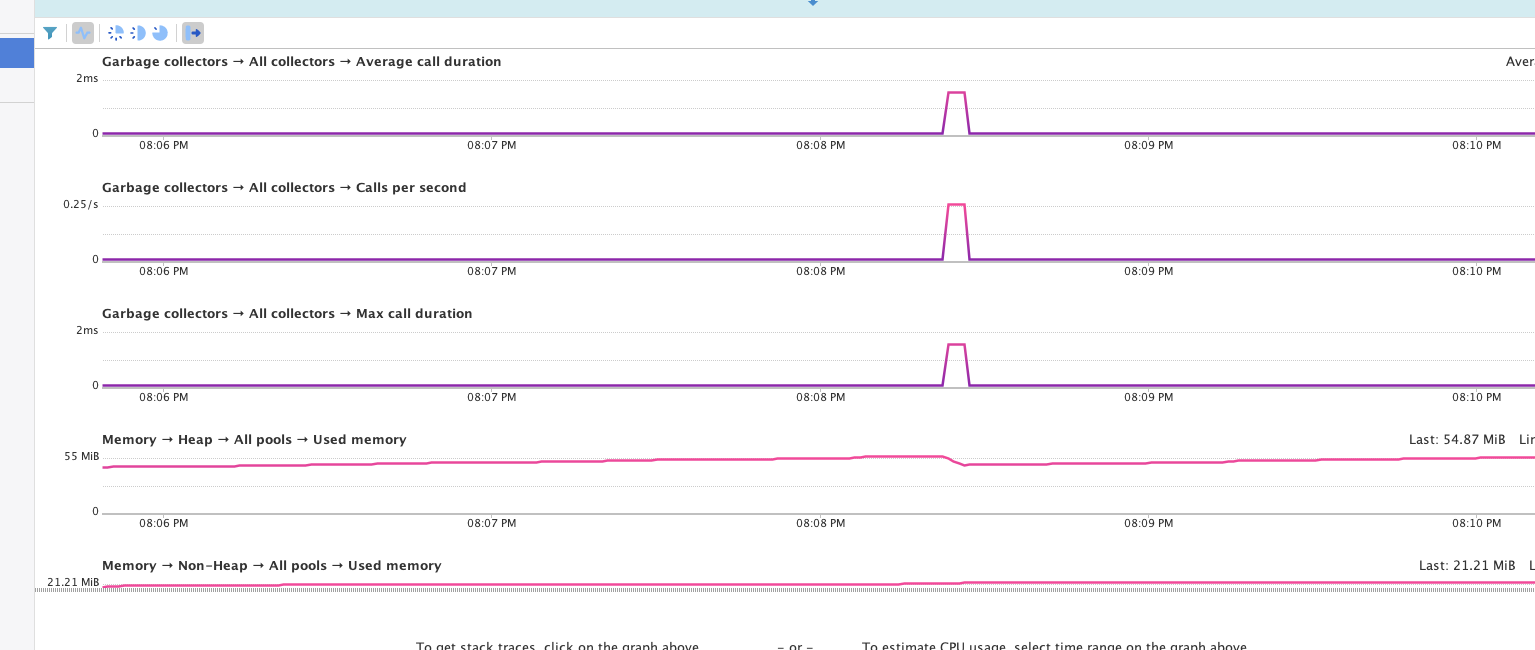 Garbage collectors → All collectors → Average call duration
2ms
0
08:06 PM 08:07 PM 08:08 PM 08:09 PM 08:10 PM
Garbage collectors → All collectors → Calls per second
0.25/s
0
08:06 PM 08:07 PM 08:08 PM 08:09 PM 08:10 PM
Garbage collectors → All collectors → Max call duration
2ms
0
08:06 PM 08:07 PM 08:08 PM 08:09 PM 08:10 PM
Memory → Heap → All pools → Used memory Last: 54.87 MiB
55 MiB
0
08:06 PM 08:07 PM 08:08 PM 08:09 PM 08:10 PM
Memory → Non-Heap → All pools → Used memory Last: 21.21 MiB
21.21 MiB
To get stack traces, click on the graph above – or – To estimate CPU usage, select time range on the graph above